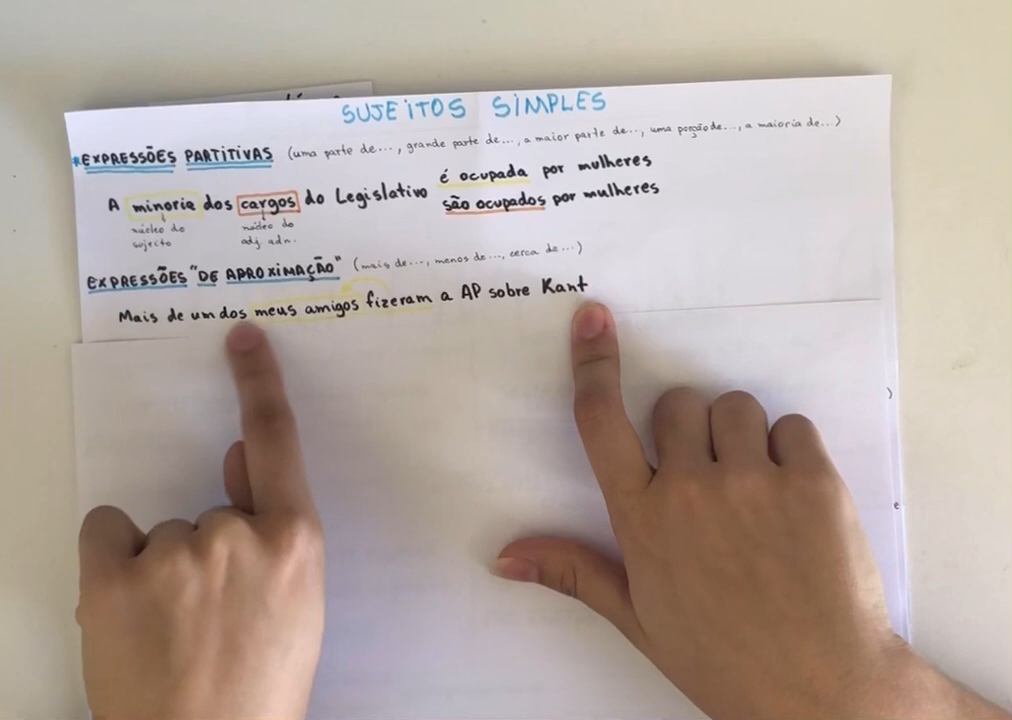 SUJEITOS SIMPLES
*EXPRESSÕES PARTITIVAS (uma parte de..., grande parte de..., a maior parte de..., uma porção de..., a maioria de...)
A minoria dos cargos do Legislativo é ocupada por mulheres
são ocupados por mulheres
núcleo do sujeito
núcleo do adj. adn.
EXPRESSÕES "DE APROXIMAÇÃO" (mais de..., menos de..., cerca de...)
Mais de um dos meus amigos fizeram a AP sobre Kant
)
e